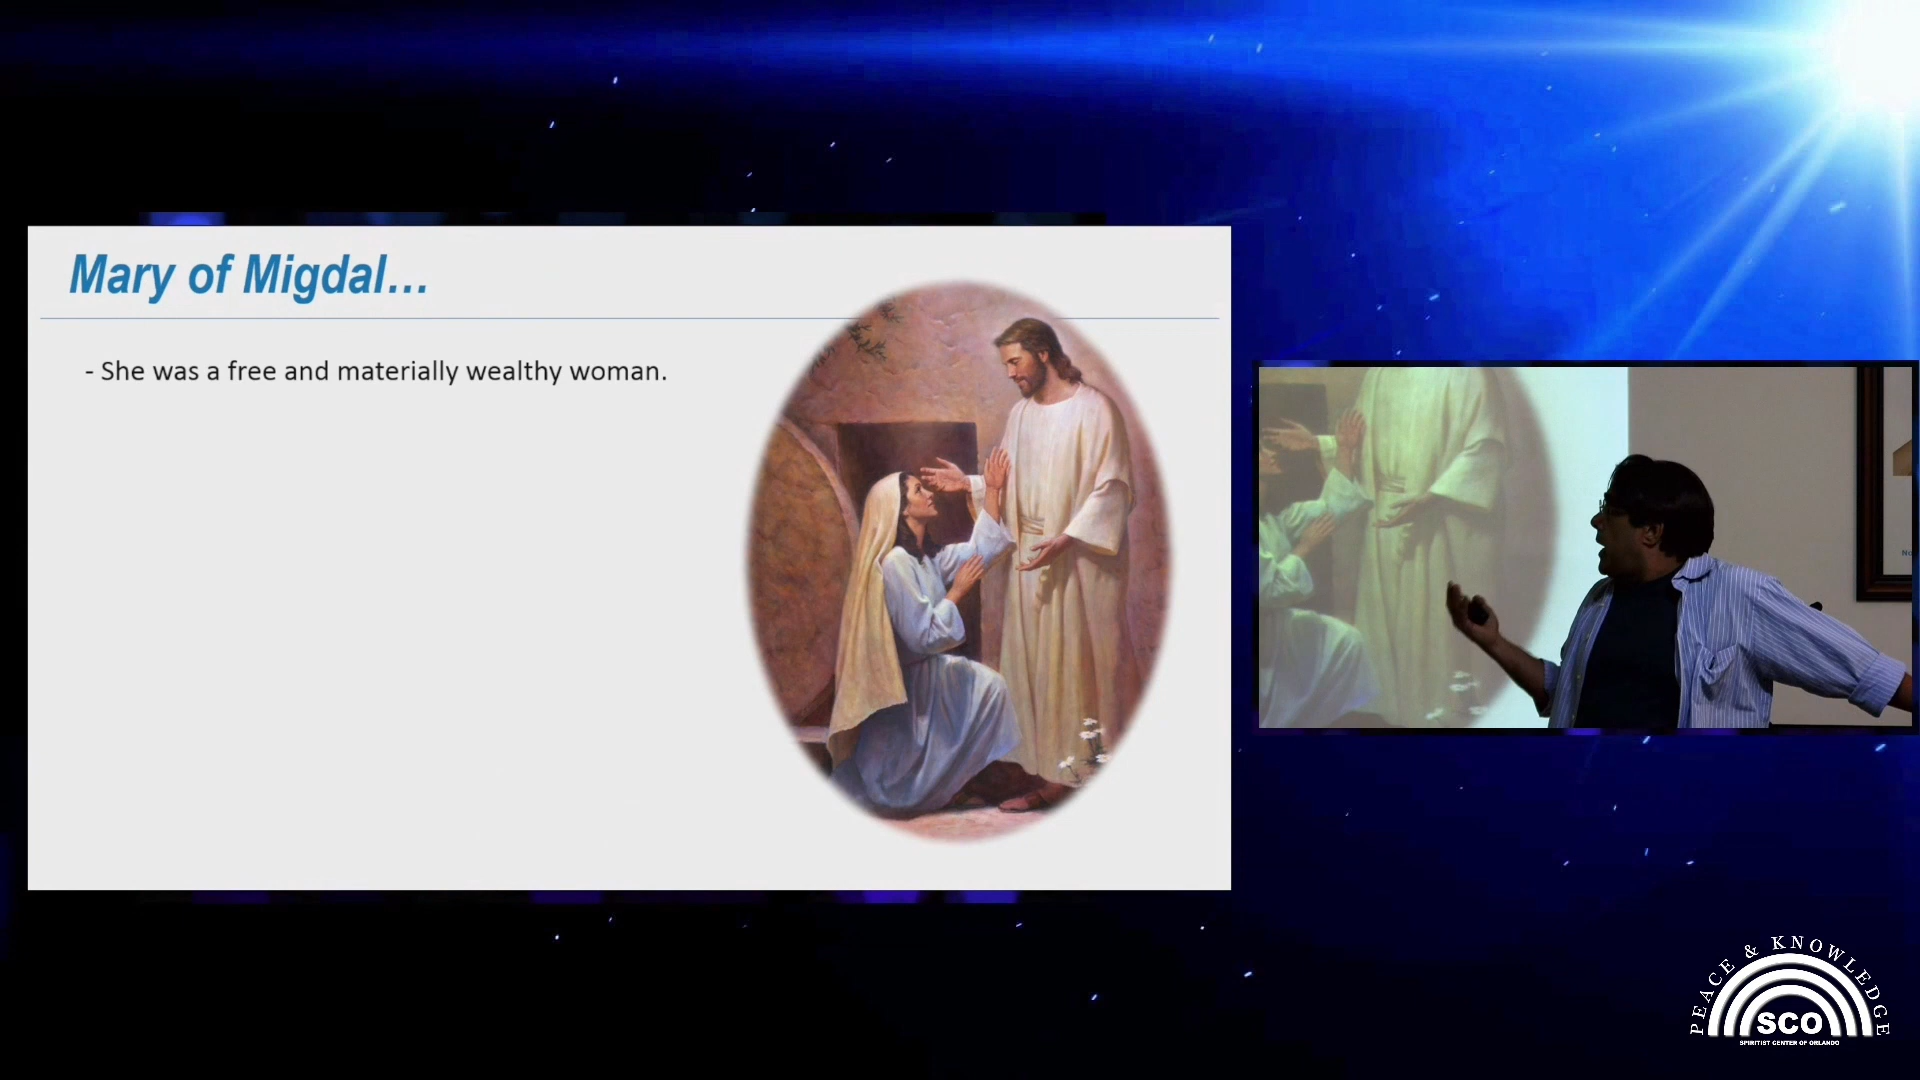 Mary of Migdal...
- She was a free and materially wealthy woman.
PEACE & KNOWLEDGE
SCO
SPIRITIST CENTER OF ORLANDO